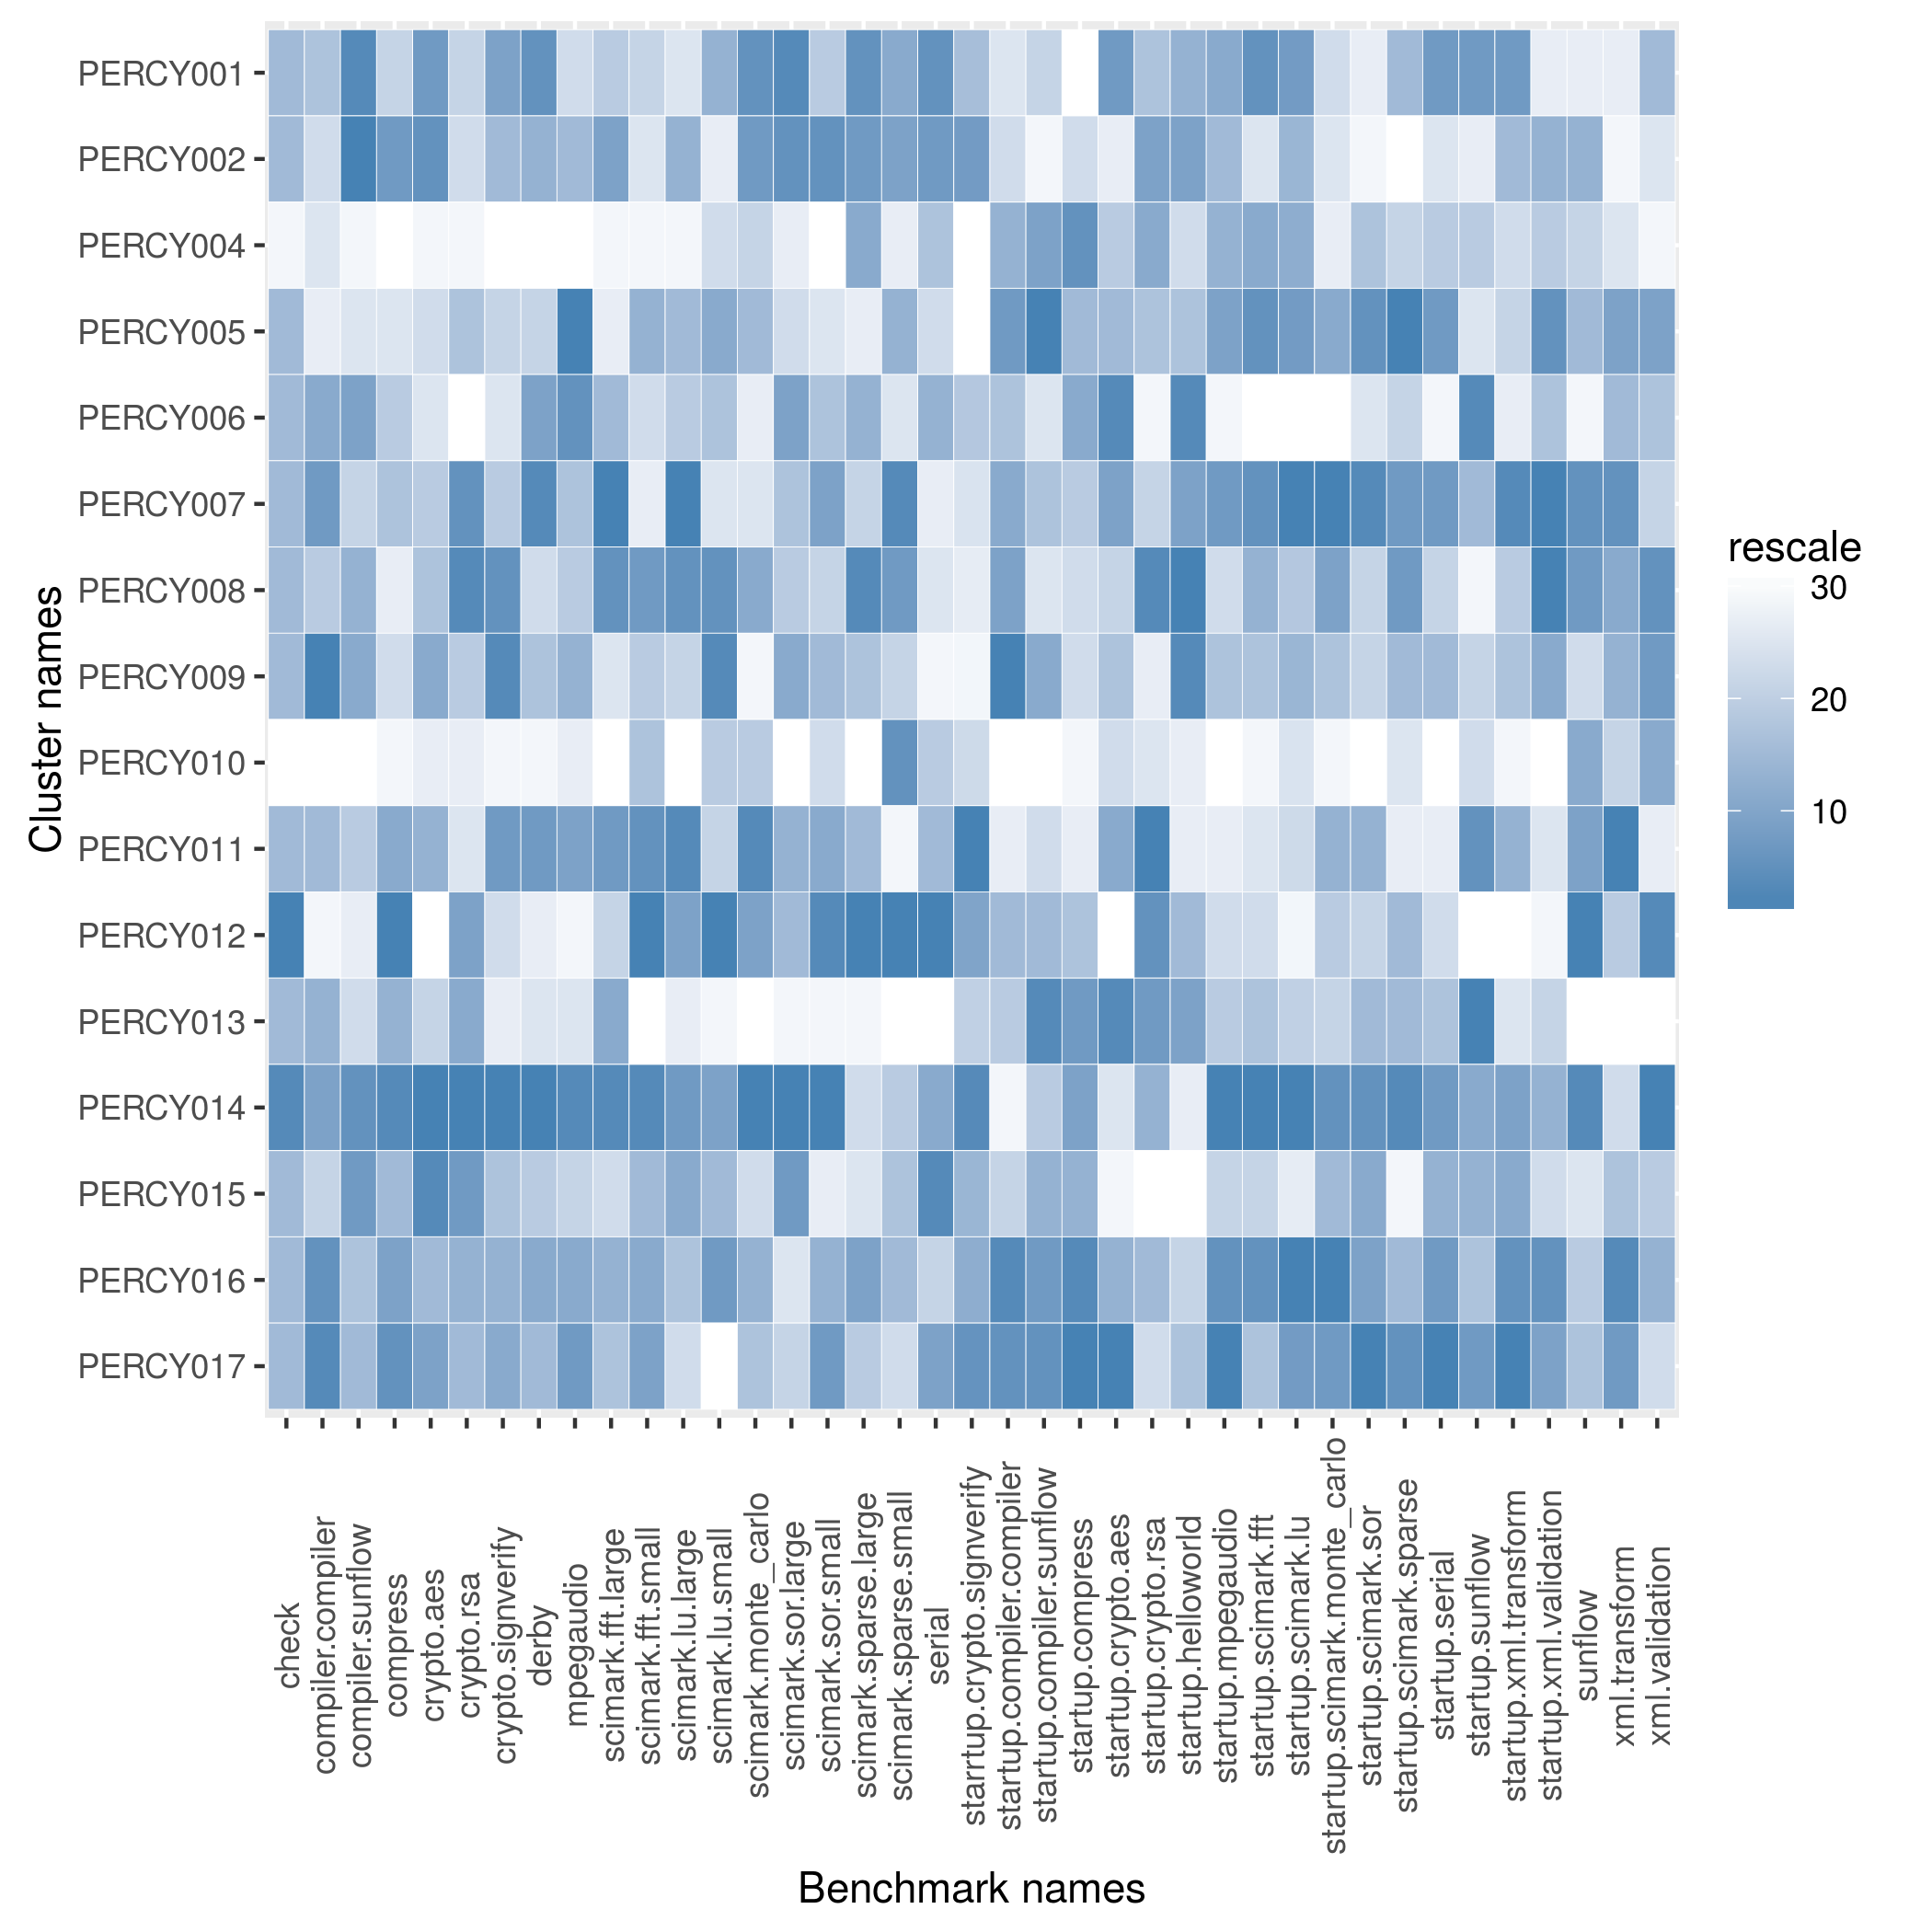 PERCY001
PERCY002
PERCY004
PERCY005
PERCY006
PERCY007
PERCY008
PERCY009
PERCY010
PERCY011
PERCY012
PERCY013
PERCY014
PERCY015
PERCY016
PERCY017
Cluster names
rescale
30
20
10
check
compiler.compiler
compiler.sunflow
compress
crypto.aes
crypto.rsa
crypto.signverify
derby
mpegaudio
scimark.fft.large
scimark.fft.small
scimark.lu.large
scimark.lu.small
scimark.monte_carlo
scimark.sor.large
scimark.sor.small
scimark.sparse.large
scimark.sparse.small
serial
starrtup.crypto.signverify
startup.compiler.compiler
startup.compiler.sunflow
startup.compress
startup.crypto.aes
startup.crypto.rsa
startup.helloworld
startup.mpegaudio
startup.scimark.fft
startup.scimark.lu
startup.scimark.monte_carlo
startup.scimark.sor
startup.scimark.sparse
startup.serial
startup.sunflow
startup.xml.transform
startup.xml.validation
sunflow
xml.transform
xml.validation
Benchmark names